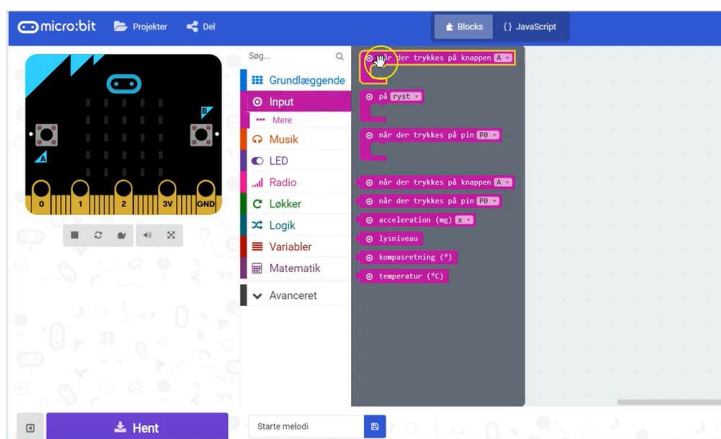 micro:bit Projekter Del Blocks {} JavaScript
Søg...
Grundlæggende
Input
Mere
Musik
LED
Radio
Løkker
Logik
Variabler
Matematik
Avanceret
når der trykkes på knappen A
på ryst
når der trykkes på pin P0
når der trykkes på knappen A
når der trykkes på pin P0
acceleration (mg) x
lysniveau
kompasretning (°)
temperatur (°C)
B
A
0 1 2 3V GND
Hent
Starte melodi